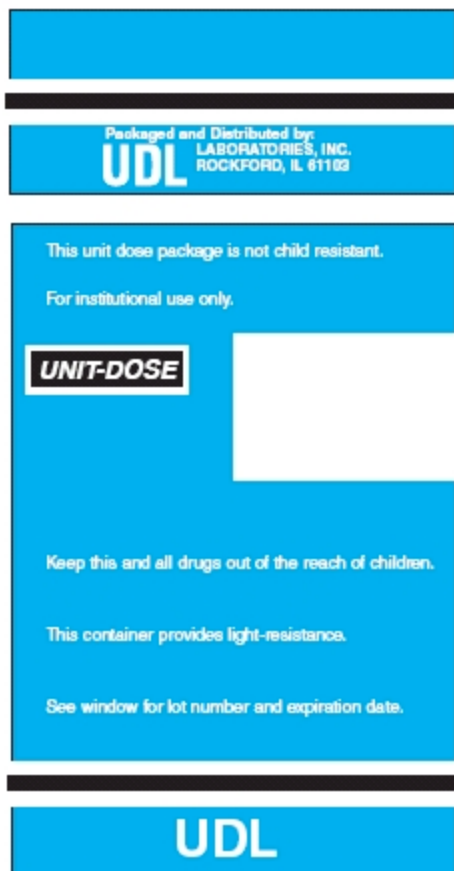 Packaged and Distributed by:
UDL LABORATORIES, INC.
ROCKFORD, IL 61103
This unit dose package is not child resistant.
For institutional use only.
UNIT-DOSE
Keep this and all drugs out of the reach of children.
This container provides light-resistance.
See window for lot number and expiration date.
UDL